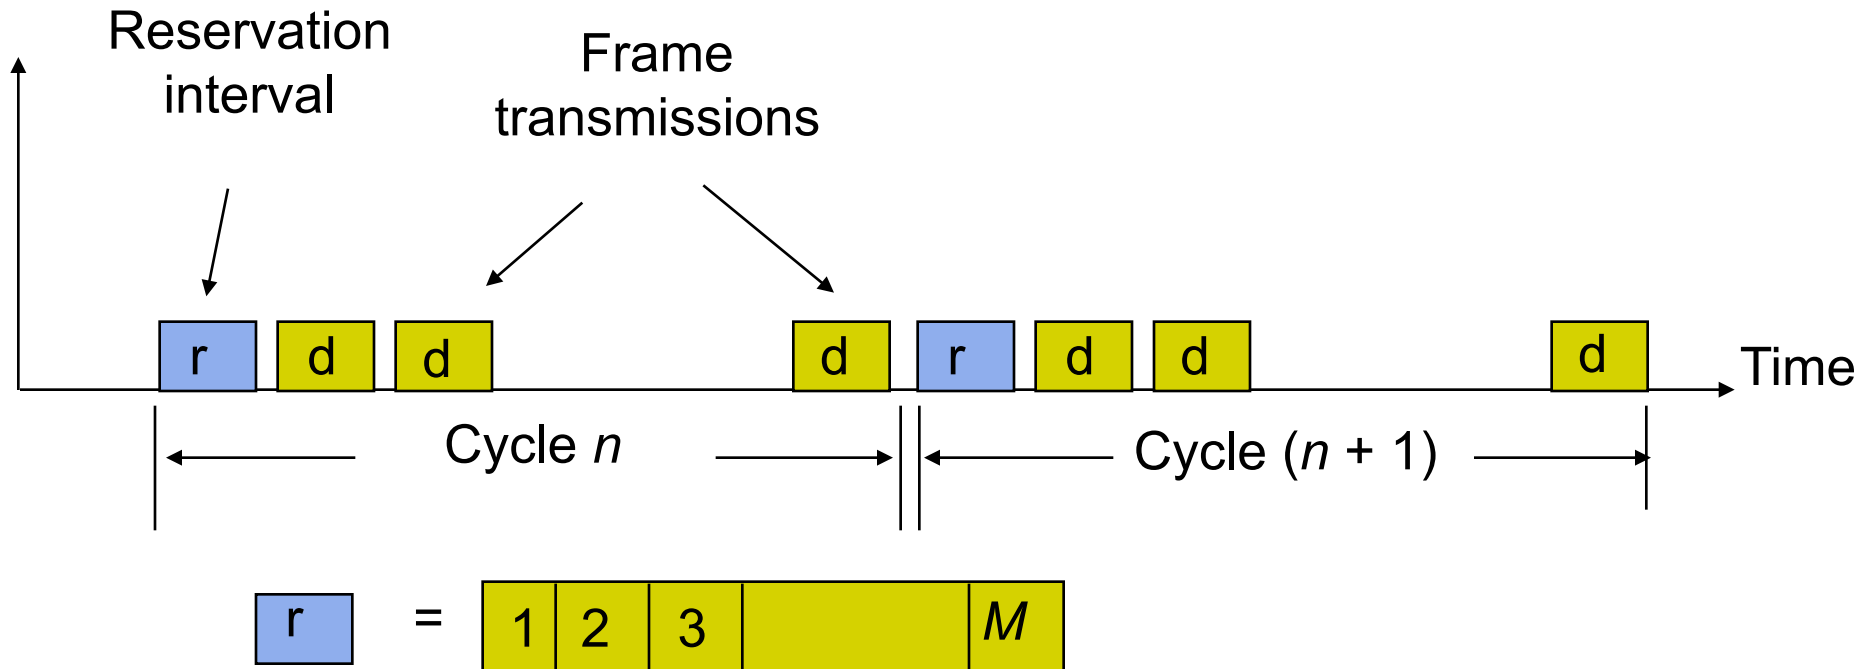 Reservation
interval
Frame
transmissions
r d d d r d d d
Time
Cycle n
Cycle (n + 1)
r = 1 2 3 M